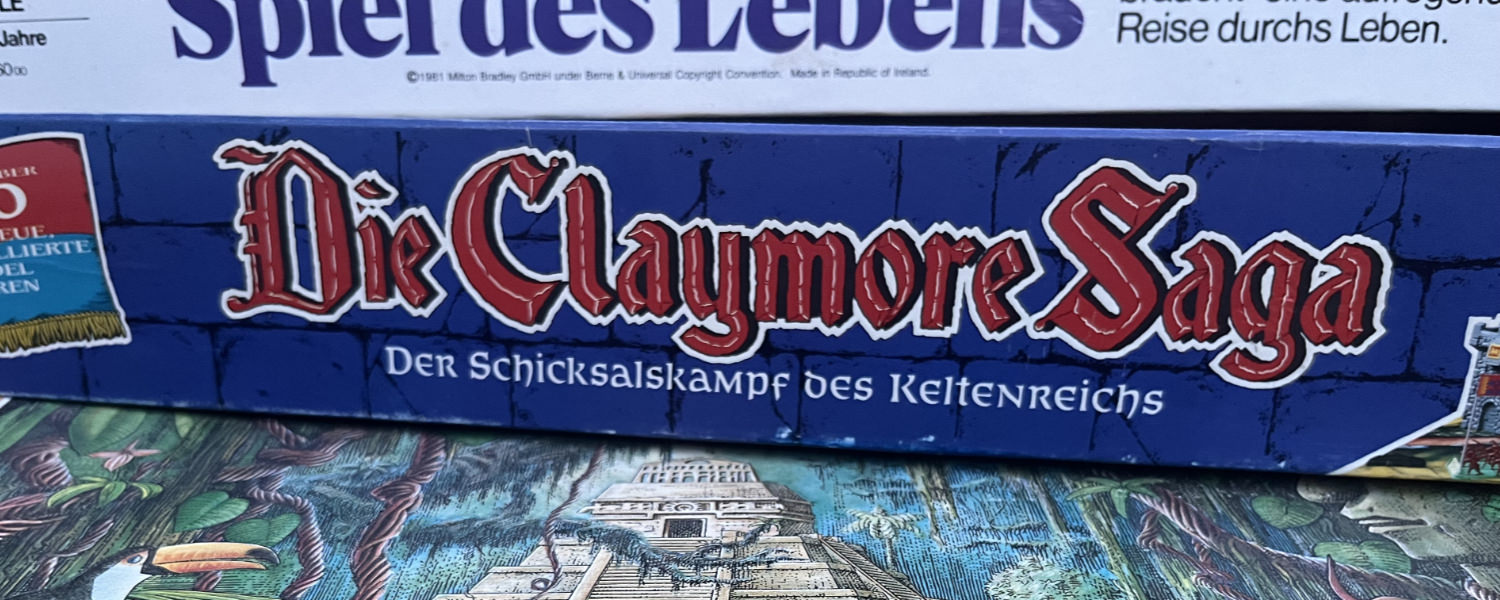 LE
Jahre
Spiel des Lebens
Reise durchs Leben.
©1981 Milton Bradley GmbH under Berne & Universal Copyright Convention. Made in Republic of Ireland.
Die Claymore Saga
Der Schicksalskampf des Keltenreichs